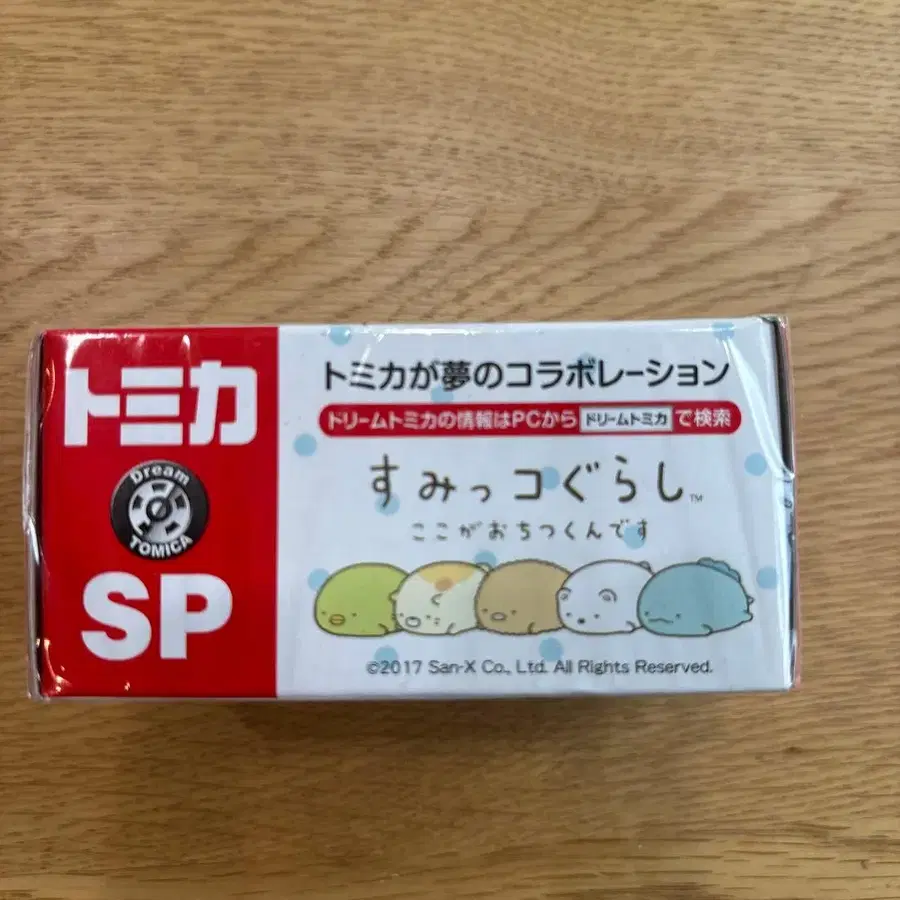 トミカ
Dream
TOMICA
SP
トミカが夢のコラボレーション
ドリームトミカの情報はPCから ドリームトミカ で検索
すみっコぐらし™
ここがおちつくんです
©2017 San-X Co., Ltd. All Rights Reserved.